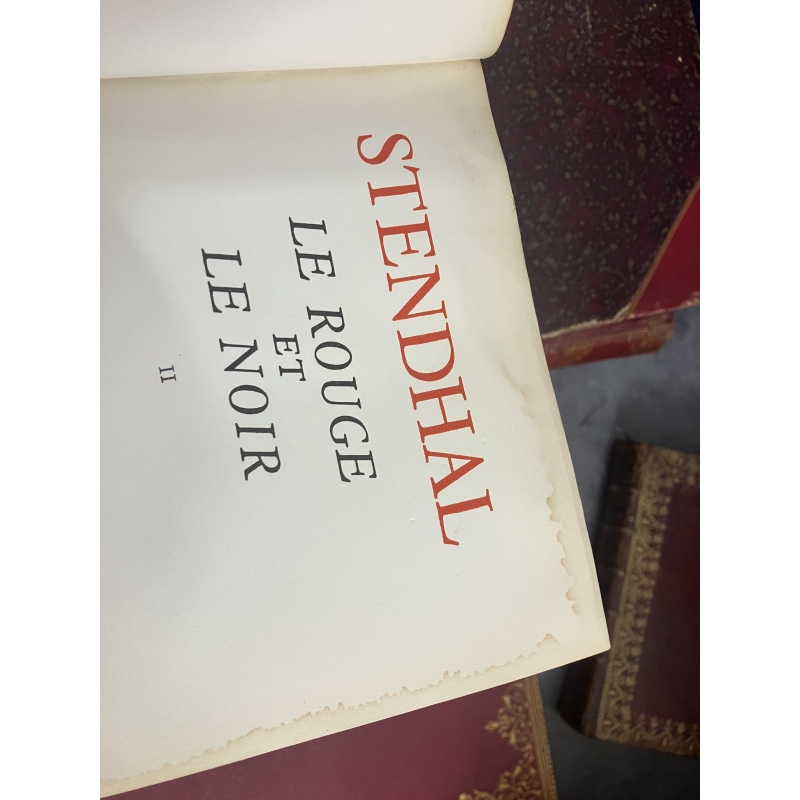 STENDHAL
LE ROUGE
ET
LE NOIR
II